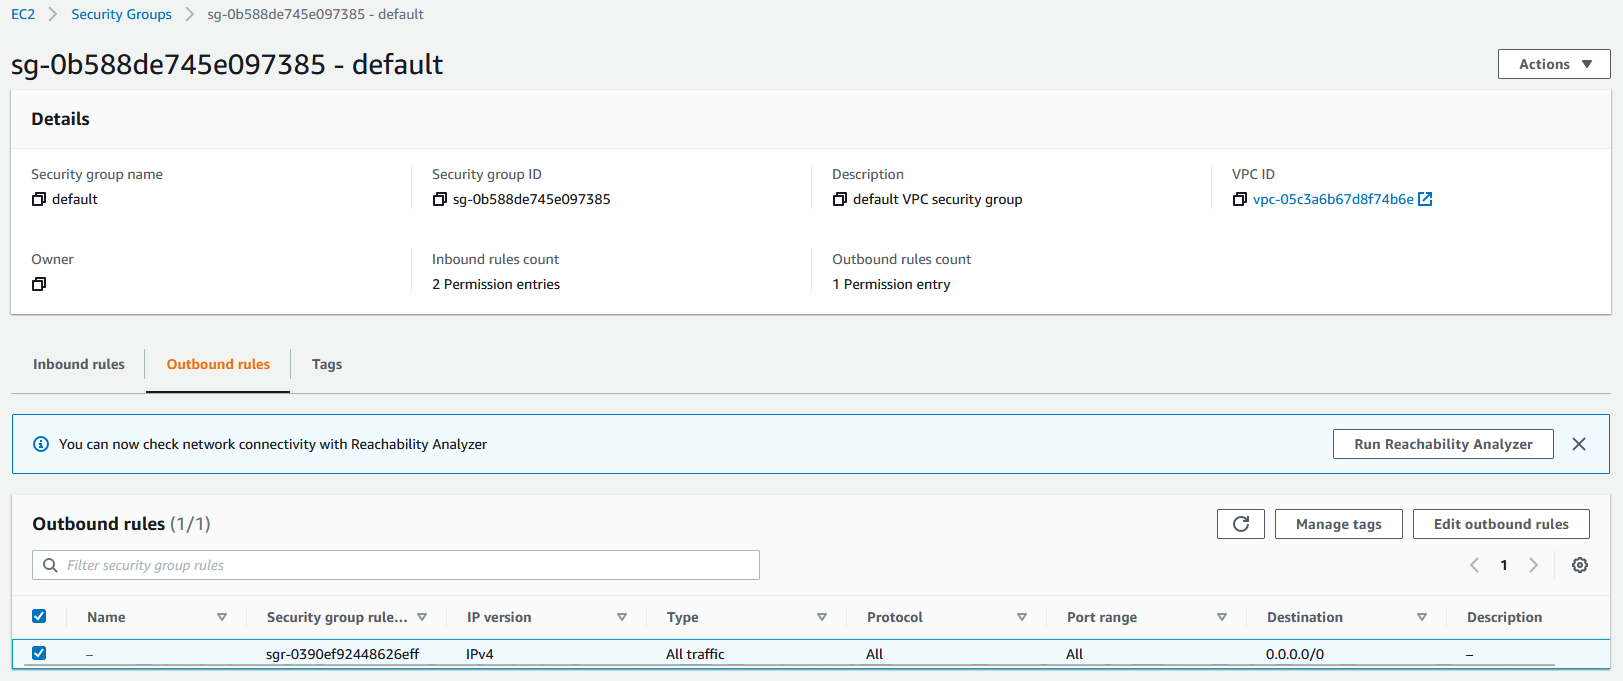 EC2 > Security Groups > sg-0b588de745e097385 - default
sg-0b588de745e097385 - default
Actions
Details
Security group name
default
Security group ID
sg-0b588de745e097385
Description
default VPC security group
VPC ID
vpc-05c3a6b67d8f74b6e
Owner
Inbound rules count
2 Permission entries
Outbound rules count
1 Permission entry
Inbound rules
Outbound rules
Tags
You can now check network connectivity with Reachability Analyzer
Run Reachability Analyzer
Outbound rules (1/1)
Manage tags
Edit outbound rules
Filter security group rules
1
Name
Security group rule...
IP version
Type
Protocol
Port range
Destination
Description
–
sgr-0390ef92448626eff
IPv4
All traffic
All
All
0.0.0.0/0
–